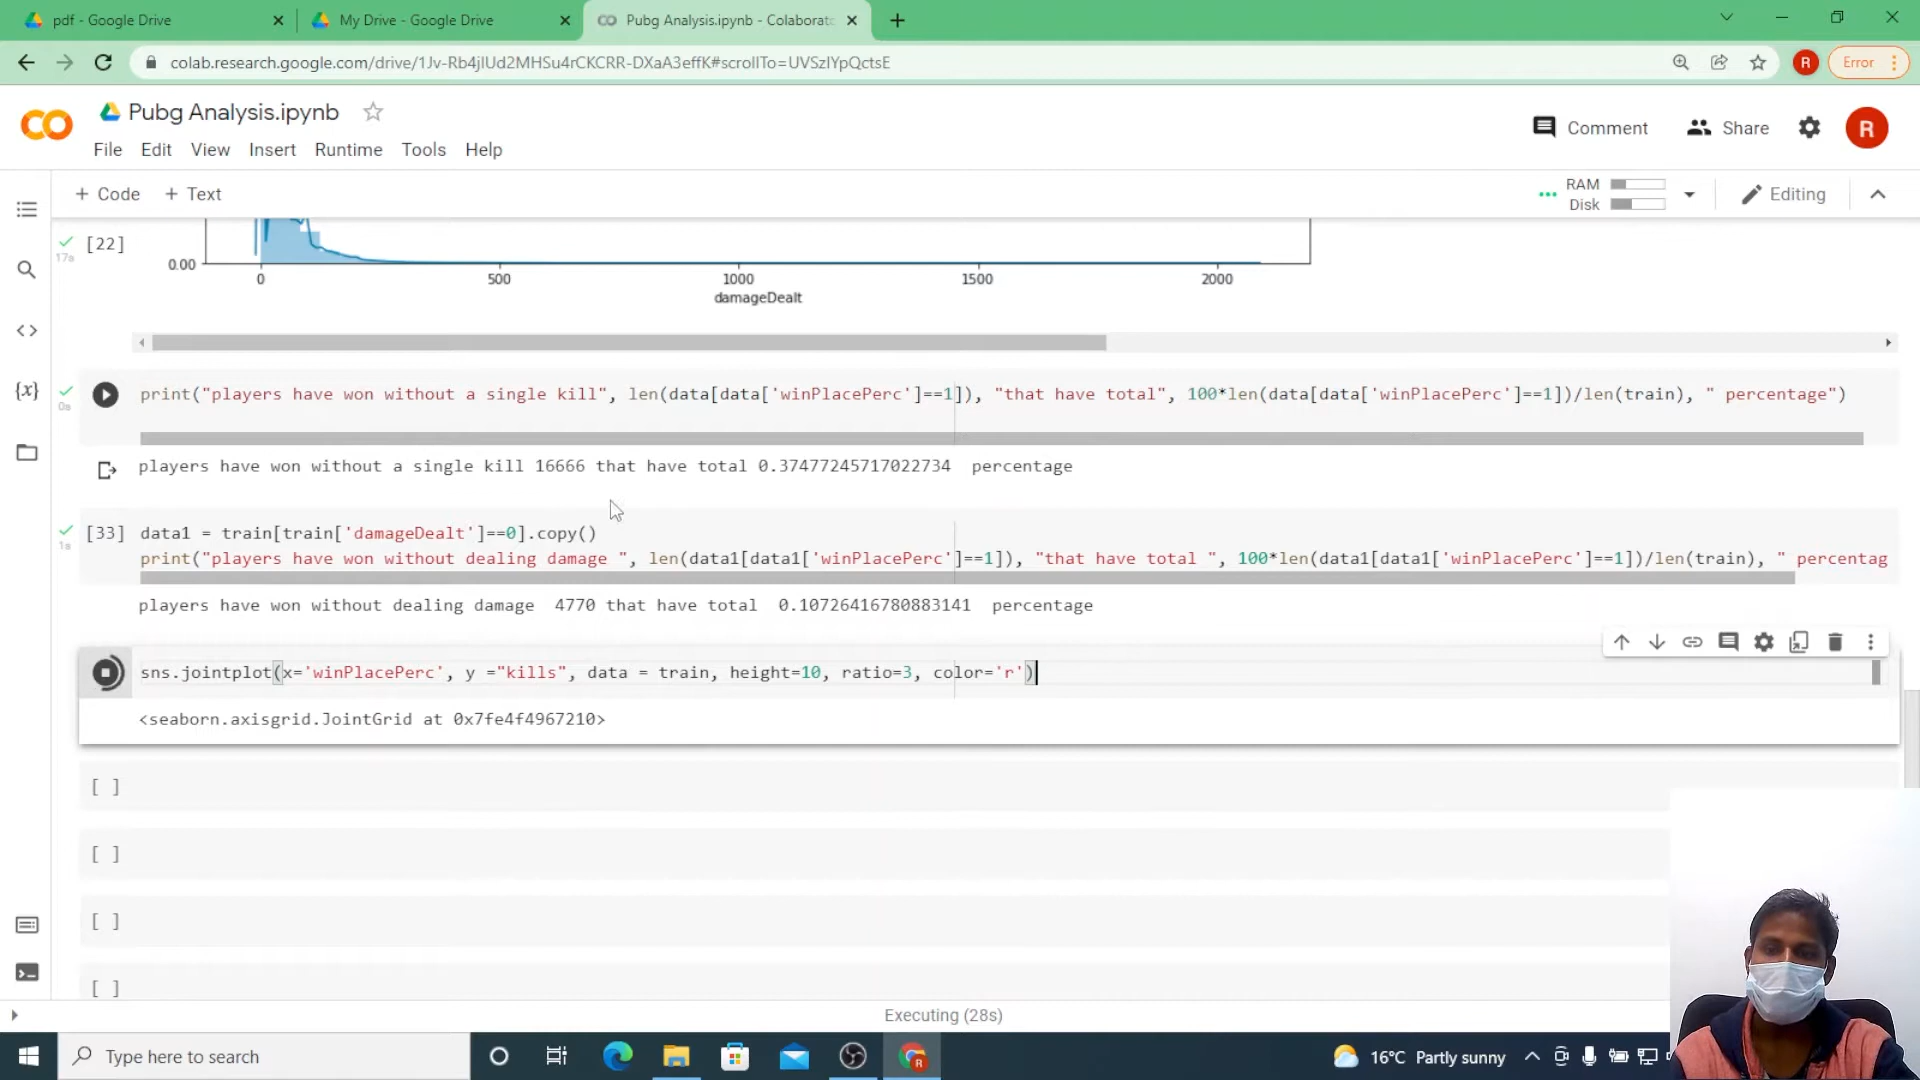 pdf - Google Drive
My Drive - Google Drive
Pubg Analysis.ipynb - Colaborat
colab.research.google.com/drive/1Jv-Rb4jlUd2MHSu4rCKCRR-DXaA3effK#scrollTo=UVSzIYpQctsE
R
Error
CO
Pubg Analysis.ipynb
Comment
Share
R
File Edit View Insert Runtime Tools Help
+ Code + Text
RAM
Disk
Editing
[22]
17s
0.00
0 500 1000 1500 2000
damageDealt
0s
print("players have won without a single kill", len(data[data['winPlacePerc']==1]), "that have total", 100*len(data[data['winPlacePerc']==1])/len(train), " percentage")
players have won without a single kill 16666 that have total 0.37477245717022734  percentage
1s
[33] data1 = train[train['damageDealt']==0].copy()
print("players have won without dealing damage ", len(data1[data1['winPlacePerc']==1]), "that have total ", 100*len(data1[data1['winPlacePerc']==1])/len(train), " percentag
players have won without dealing damage  4770 that have total  0.10726416780883141  percentage
sns.jointplot(x='winPlacePerc', y ="kills", data = train, height=10, ratio=3, color='r')
<seaborn.axisgrid.JointGrid at 0x7fe4f4967210>
[ ]
[ ]
[ ]
[ ]
Executing (28s)
Type here to search
16°C Partly sunny